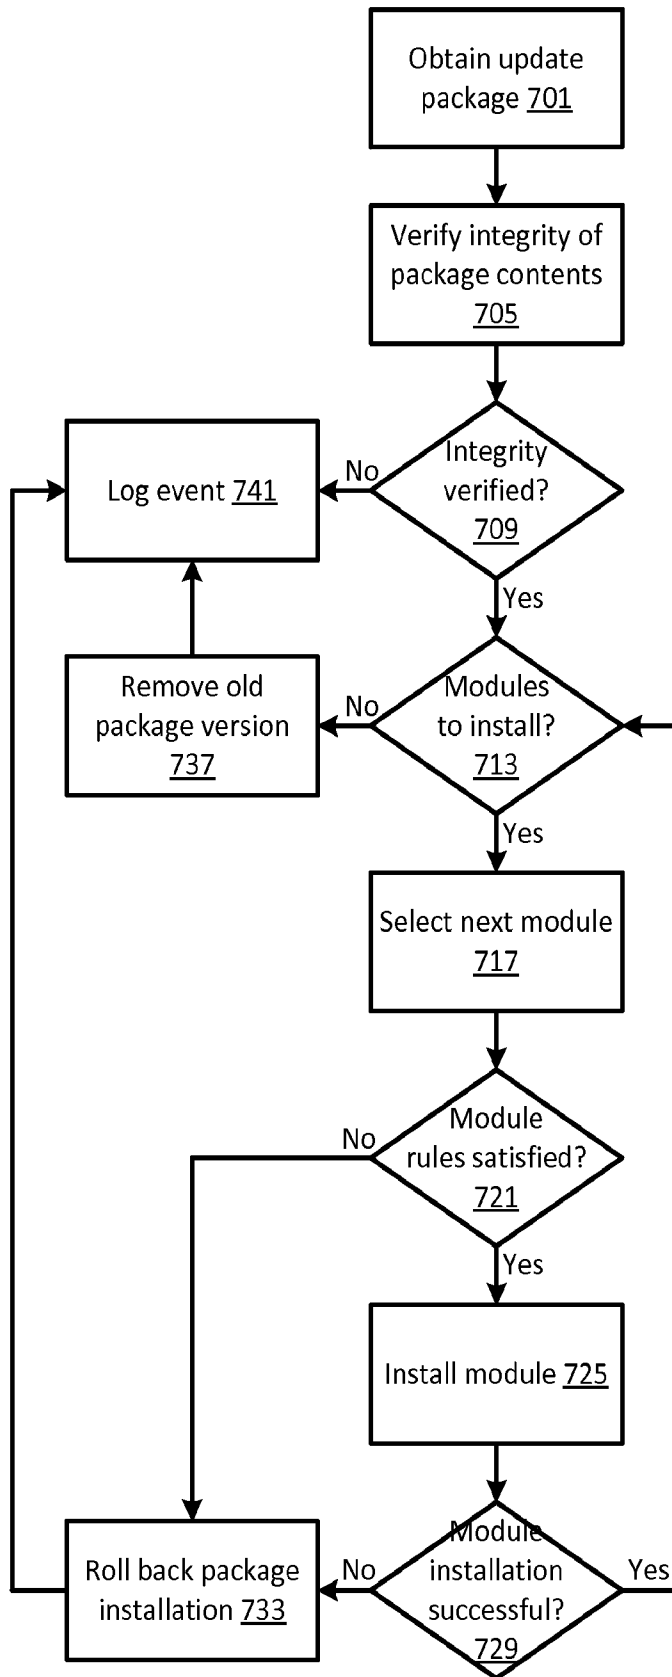 Obtain update
package 701
Verify integrity of
package contents
705
Integrity
verified?
709
No
Log event 741
Yes
Modules
to install?
713
No
Remove old
package version
737
Yes
Select next module
717
Module
rules satisfied?
721
No
Yes
Install module 725
Module
installation
successful?
729
No
Yes
Roll back package
installation 733